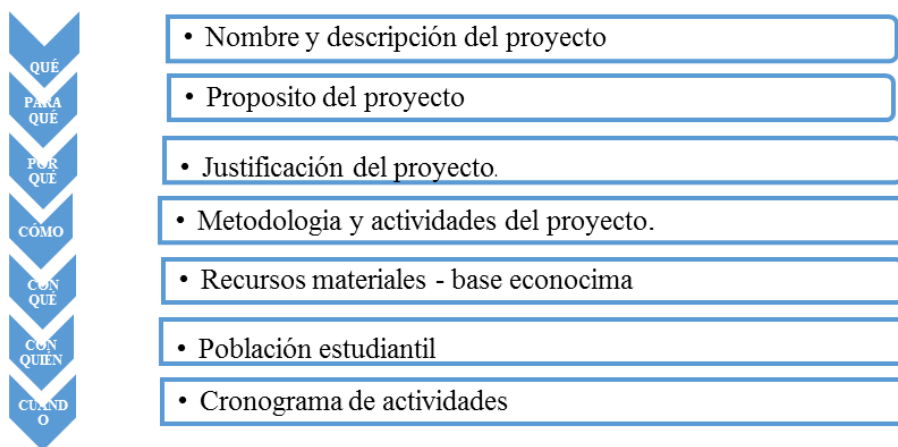 QUÉ
• Nombre y descripción del proyecto
PARA
QUÉ
• Proposito del proyecto
POR
QUÉ
• Justificación del proyecto.
CÓMO
• Metodologia y actividades del proyecto.
CON
QUÉ
• Recursos materiales - base econocima
CON
QUIÉN
• Población estudiantil
CUÁND
O
• Cronograma de actividades